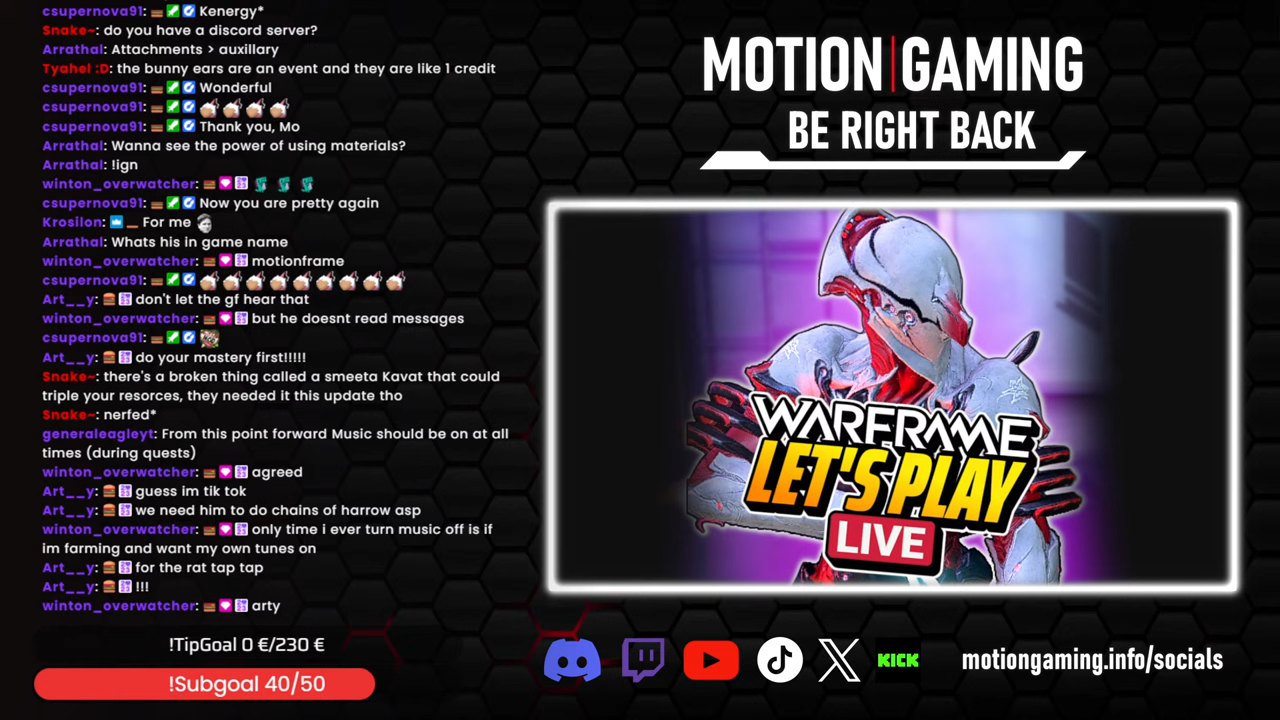 csupernova91: Kenergy*
Snake~: do you have a discord server?
Arrathal: Attachments > auxillary
Tyahel :D: the bunny ears are an event and they are like 1 credit
csupernova91: Wonderful
csupernova91:
csupernova91: Thank you, Mo
Arrathal: Wanna see the power of using materials?
Arrathal: !ign
winton_overwatcher:
csupernova91: Now you are pretty again
Krosilon: For me
Arrathal: Whats his in game name
winton_overwatcher: motionframe
csupernova91:
Art__y: don't let the gf hear that
winton_overwatcher: but he doesnt read messages
csupernova91:
Art__y: do your mastery first!!!!!
Snake~: there's a broken thing called a smeeta Kavat that could
triple your resorces, they needed it this update tho
Snake~: nerfed*
generaleagleyt: From this point forward Music should be on at all
times (during quests)
winton_overwatcher: agreed
Art__y: guess im tik tok
Art__y: we need him to do chains of harrow asp
winton_overwatcher: only time i ever turn music off is if
im farming and want my own tunes on
Art__y: for the rat tap tap
Art__y: !!!
winton_overwatcher: arty
!TipGoal 0 €/230 €
!Subgoal 40/50
MOTION|GAMING
BE RIGHT BACK
WARFRAME
LET'S PLAY
LIVE
KICK
motiongaming.info/socials